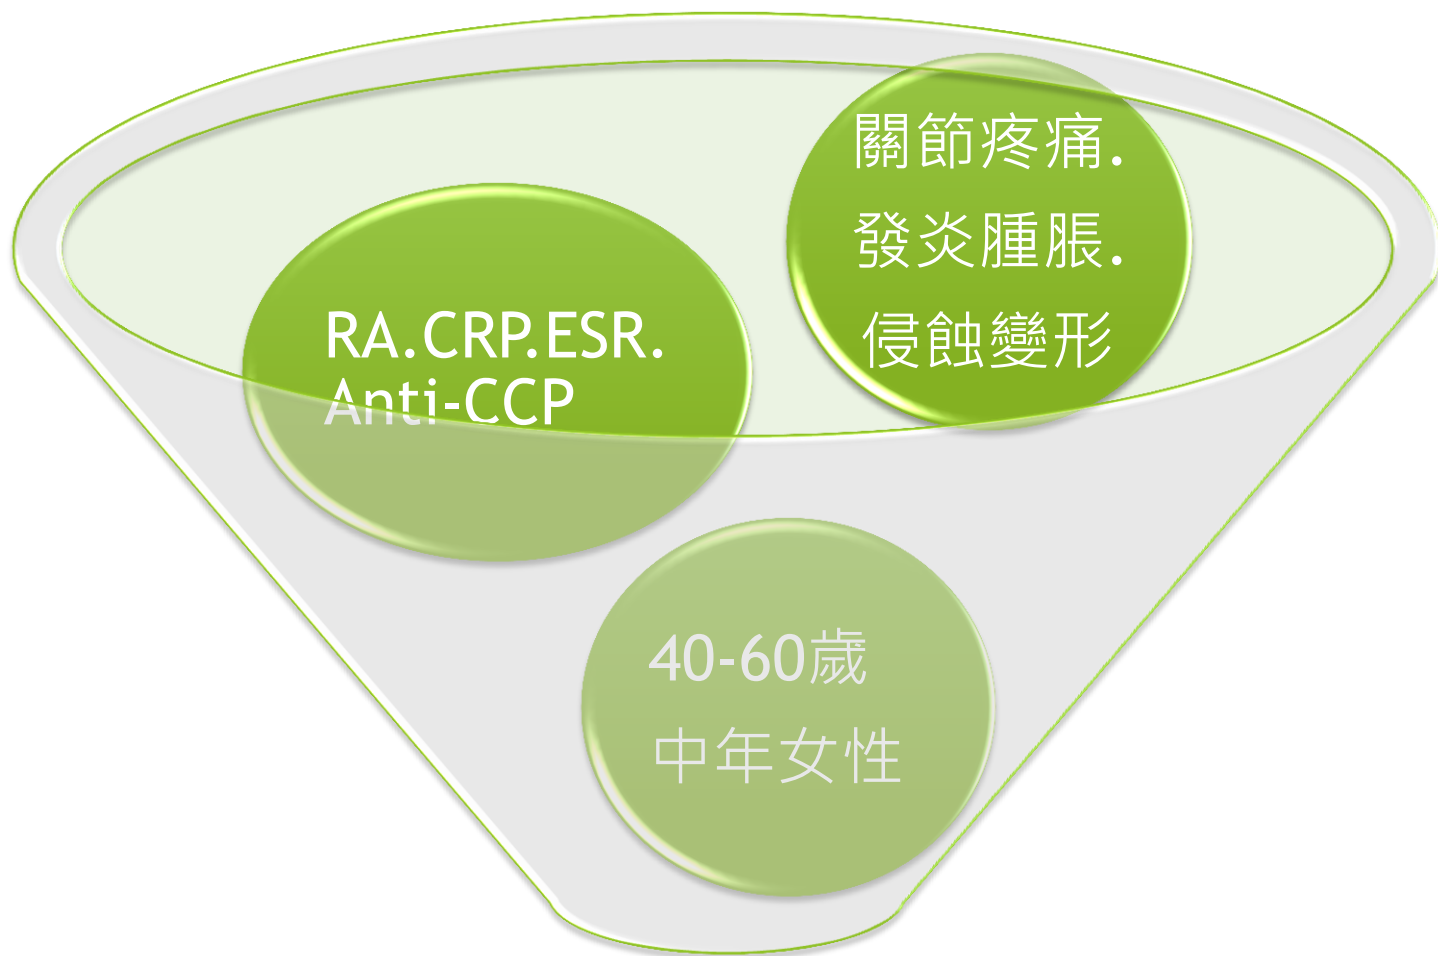 關節疼痛.
發炎腫脹.
侵蝕變形
RA.CRP.ESR.
Anti-CCP
40-60歲
中年女性